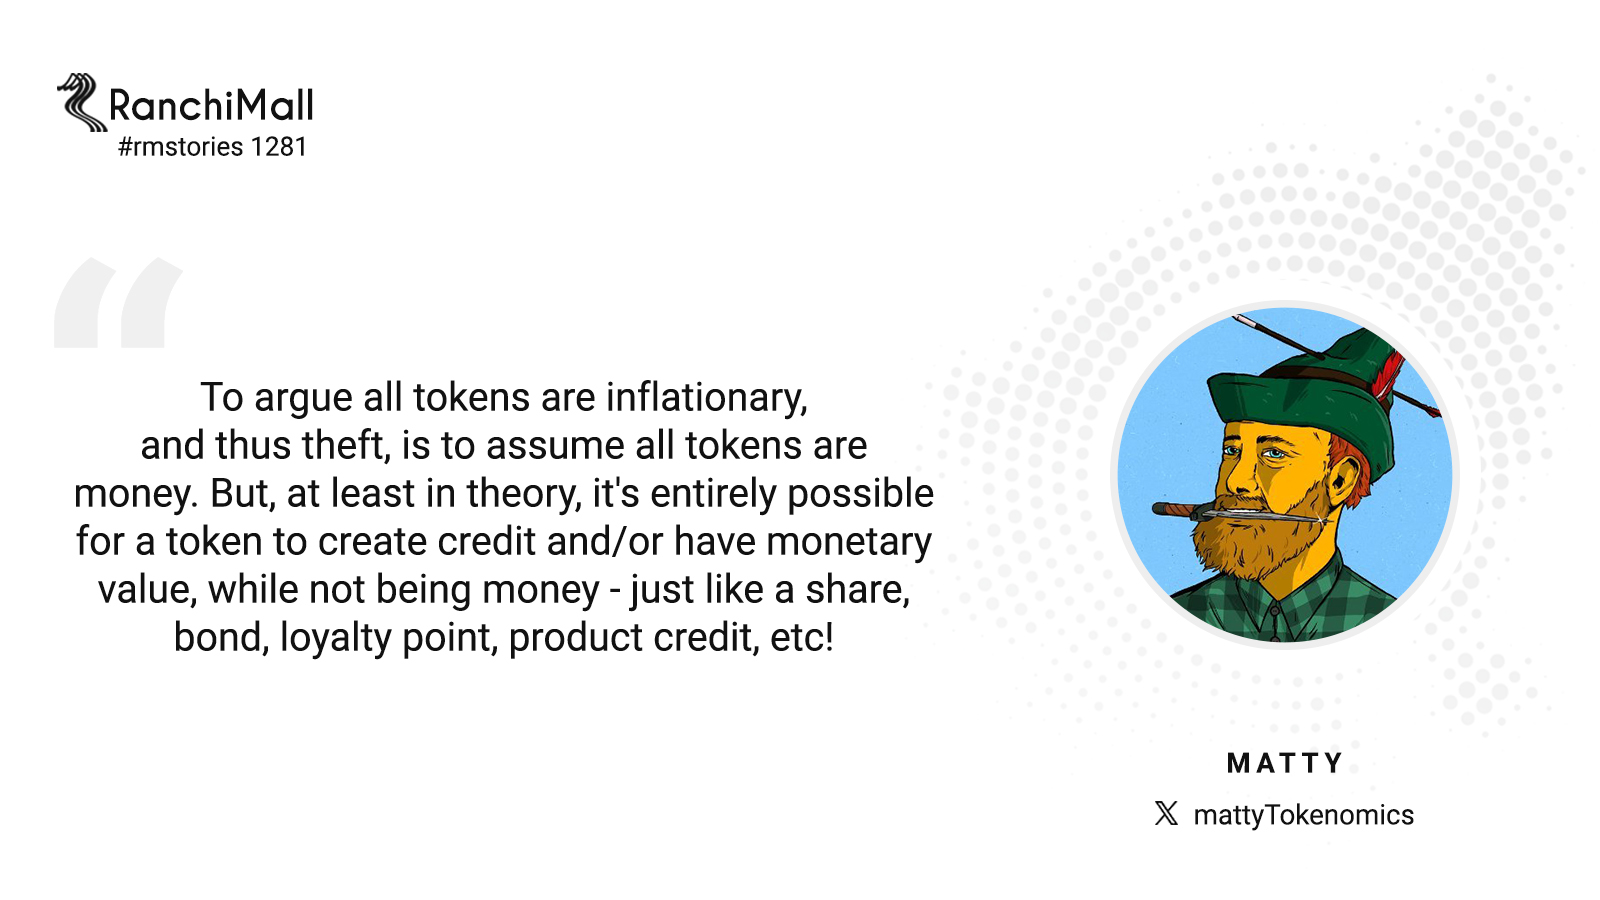 RanchiMall
#rmstories 1281
To argue all tokens are inflationary,
and thus theft, is to assume all tokens are
money. But, at least in theory, it's entirely possible
for a token to create credit and/or have monetary
value, while not being money - just like a share,
bond, loyalty point, product credit, etc!
MATTY
mattyTokenomics